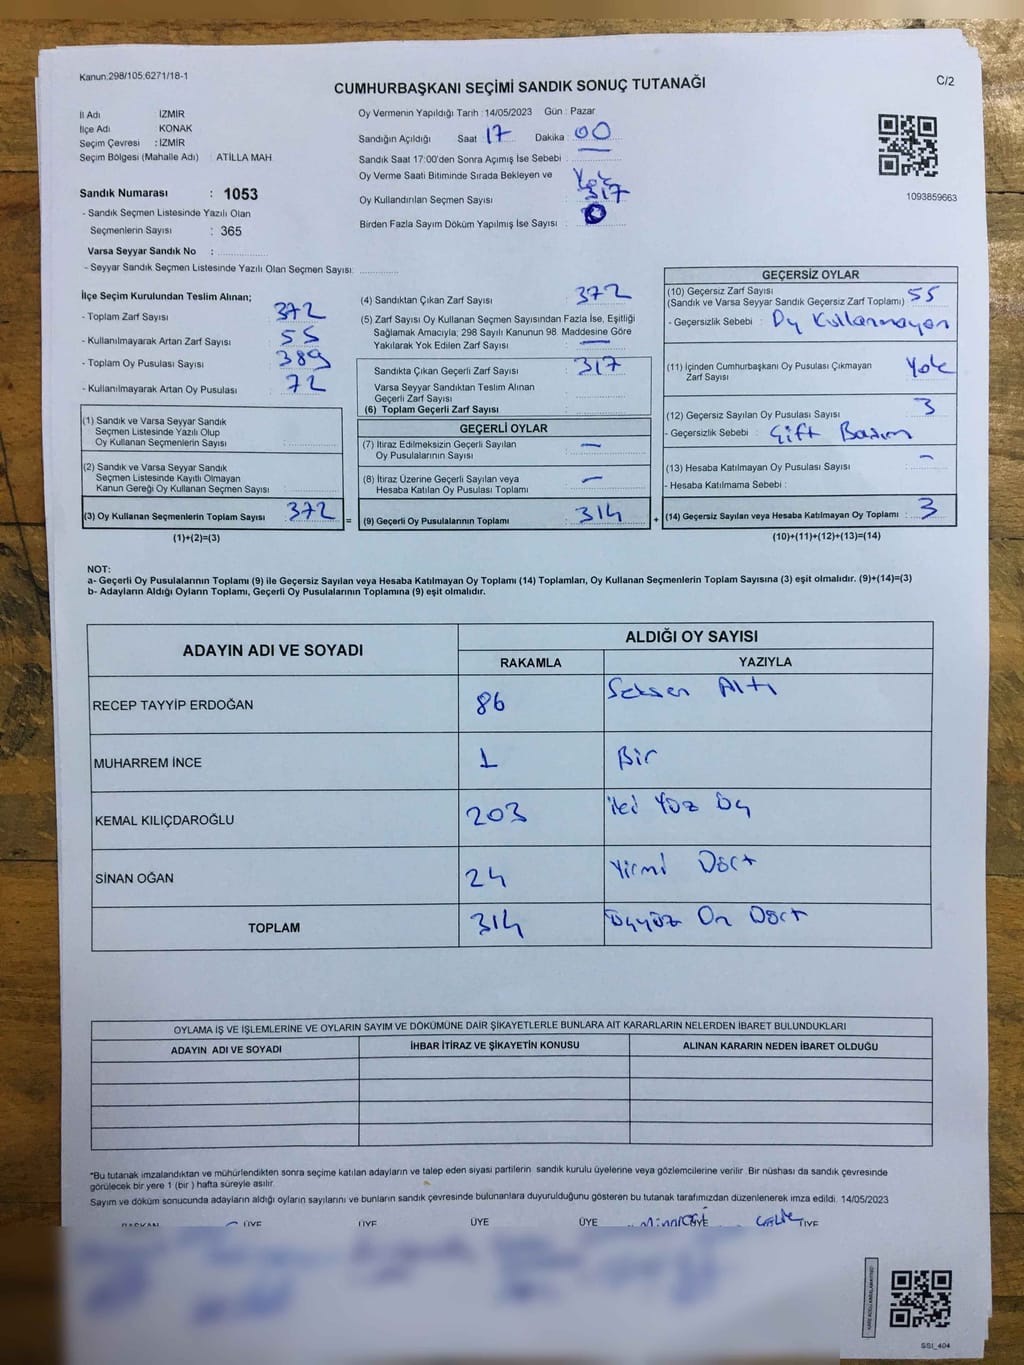 Kanun:298/105;6271/18-1
CUMHURBAŞKANI SEÇİMİ SANDIK SONUÇ TUTANAĞI
C/2
İl Adı İZMİR
İlçe Adı KONAK
Seçim Çevresi : İZMİR
Seçim Bölgesi (Mahalle Adı) : ATİLLA MAH
Sandık Numarası : 1053
- Sandık Seçmen Listesinde Yazılı Olan
Seçmenlerin Sayısı : 365
Varsa Seyyar Sandık No :
- Seyyar Sandık Seçmen Listesinde Yazılı Olan Seçmen Sayısı:
Oy Vermenin Yapıldığı Tarih :14/05/2023 Gün : Pazar
Sandığın Açıldığı Saat 17 Dakika : 00
Sandık Saat 17:00'den Sonra Açımış İse Sebebi :
Oy Verme Saati Bitiminde Sırada Bekleyen ve Yok
Oy Kullandırılan Seçmen Sayısı : 317
Birden Fazla Sayım Döküm Yapılmış İse Sayısı : 0
1093859663
İlçe Seçim Kurulundan Teslim Alınan;
- Toplam Zarf Sayısı : 372
- Kullanılmayarak Artan Zarf Sayısı : 55
- Toplam Oy Pusulası Sayısı : 389
- Kullanılmayarak Artan Oy Pusulası : 72
(1) Sandık ve Varsa Seyyar Sandık
Seçmen Listesinde Yazılı Olup
Oy Kullanan Seçmenlerin Sayısı :
(2) Sandık ve Varsa Seyyar Sandık
Seçmen Listesinde Kayıtlı Olmayan
Kanun Gereği Oy Kullanan Seçmen Sayısı :
(3) Oy Kullanan Seçmenlerin Toplam Sayısı : 372
(1)+(2)=(3)
=
(4) Sandıktan Çıkan Zarf Sayısı : 372
(5) Zarf Sayısı Oy Kullanan Seçmen Sayısından Fazla İse, Eşitliği
Sağlamak Amacıyla; 298 Sayılı Kanunun 98. Maddesine Göre
Yakılarak Yok Edilen Zarf Sayısı : —
Sandıkta Çıkan Geçerli Zarf Sayısı : 317
Varsa Seyyar Sandıktan Teslim Alınan
Geçerli Zarf Sayısı :
(6) Toplam Geçerli Zarf Sayısı :
GEÇERLİ OYLAR
(7) İtiraz Edilmeksizin Geçerli Sayılan —
Oy Pusulalarının Sayısı :
(8) İtiraz Üzerine Geçerli Sayılan veya —
Hesaba Katılan Oy Pusulası Toplamı :
(9) Geçerli Oy Pusulalarının Toplamı : 314
+
GEÇERSİZ OYLAR
(10) Geçersiz Zarf Sayısı
(Sandık ve Varsa Seyyar Sandık Geçersiz Zarf Toplamı) : 55
- Geçersizlik Sebebi : Oy Kullanmayan
(11) İçinden Cumhurbaşkanı Oy Pusulası Çıkmayan Yok
Zarf Sayısı
(12) Geçersiz Sayılan Oy Pusulası Sayısı : 3
- Geçersizlik Sebebi : Çift Basım
(13) Hesaba Katılmayan Oy Pusulası Sayısı : -
- Hesaba Katılmama Sebebi :
(14) Geçersiz Sayılan veya Hesaba Katılmayan Oy Toplamı : 3
(10)+(11)+(12)+(13)=(14)
NOT:
a- Geçerli Oy Pusulalarının Toplamı (9) ile Geçersiz Sayılan veya Hesaba Katılmayan Oy Toplamı (14) Toplamları, Oy Kullanan Seçmenlerin Toplam Sayısına (3) eşit olmalıdır. (9)+(14)=(3)
b- Adayların Aldığı Oyların Toplamı, Geçerli Oy Pusulalarının Toplamına (9) eşit olmalıdır.
ADAYIN ADI VE SOYADI ALDIĞI OY SAYISI
RAKAMLA YAZIYLA
RECEP TAYYİP ERDOĞAN 86 Seksen Altı
MUHARREM İNCE 1 Bir
KEMAL KILIÇDAROĞLU 203 iki Yüz Üç
SİNAN OĞAN 24 Yirmi Dört
TOPLAM 314 Üçyüz On Dört
OYLAMA İŞ VE İŞLEMLERİNE VE OYLARIN SAYIM VE DÖKÜMÜNE DAİR ŞİKAYETLERLE BUNLARA AİT KARARLARIN NELERDEN İBARET BULUNDUKLARI
ADAYIN ADI VE SOYADI İHBAR İTİRAZ VE ŞİKAYETİN KONUSU ALINAN KARARIN NEDEN İBARET OLDUĞU
*Bu tutanak imzalandıktan ve mühürlendikten sonra seçime katılan adayların ve talep eden siyasi partilerin sandık kurulu üyelerine veya gözlemcilerine verilir. Bir nüshası da sandık çevresinde
görülecek bir yere 1 (bir ) hafta süreyle asılır.
Sayım ve döküm sonucunda adayların aldığı oyların sayılarını ve bunların sandık çevresinde bulunanlara duyurulduğunu gösteren bu tutanak tarafımızdan düzenlenerek imza edildi. 14/05/2023
BAŞKAN ÜYE ÜYE ÜYE ÜYE ÜYE ÜYE
SSI_404